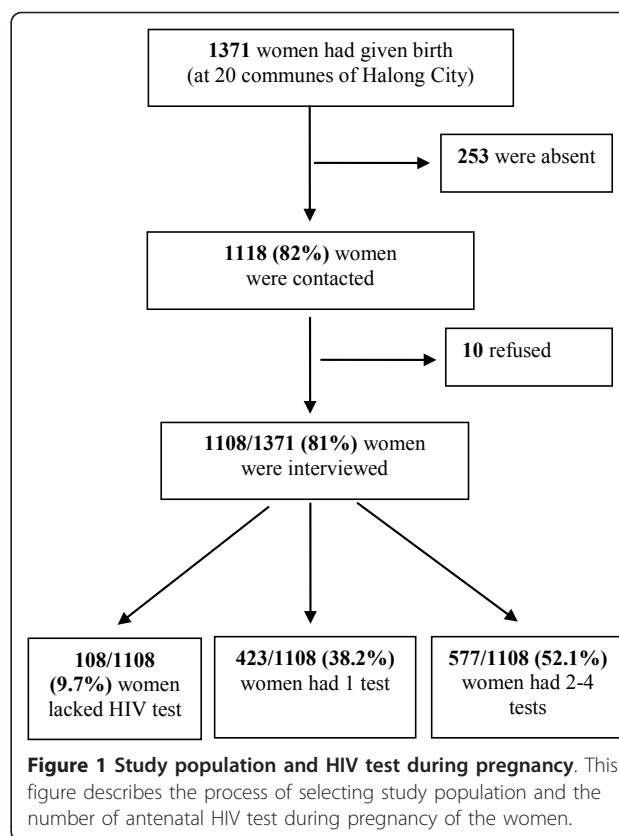 1371 women had given birth
(at 20 communes of Halong City)
253 were absent
1118 (82%) women
were contacted
10 refused
1108/1371 (81%) women
were interviewed
108/1108
(9.7%) women
lacked HIV test
423/1108 (38.2%)
women had 1 test
577/1108 (52.1%)
women had 2-4
tests
Figure 1 Study population and HIV test during pregnancy. This
figure describes the process of selecting study population and the
number of antenatal HIV test during pregnancy of the women.